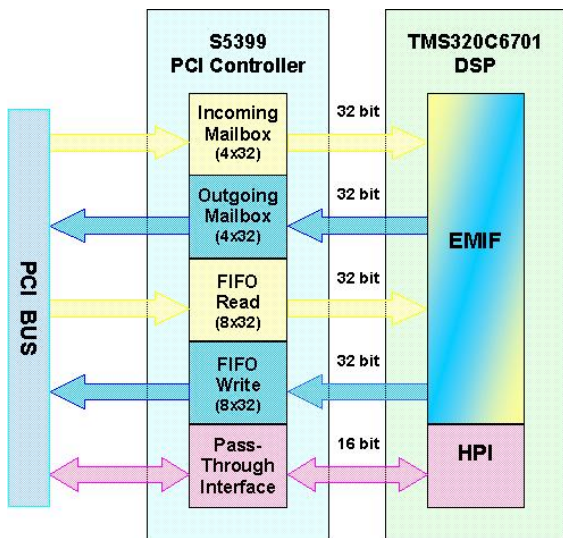 S5399
PCI Controller
TMS320C6701
DSP
PCI BUS
Incoming
Mailbox
(4x32)
32 bit
Outgoing
Mailbox
(4x32)
32 bit
EMIF
FIFO
Read
(8x32)
32 bit
FIFO
Write
(8x32)
32 bit
Pass-
Through
Interface
16 bit
HPI